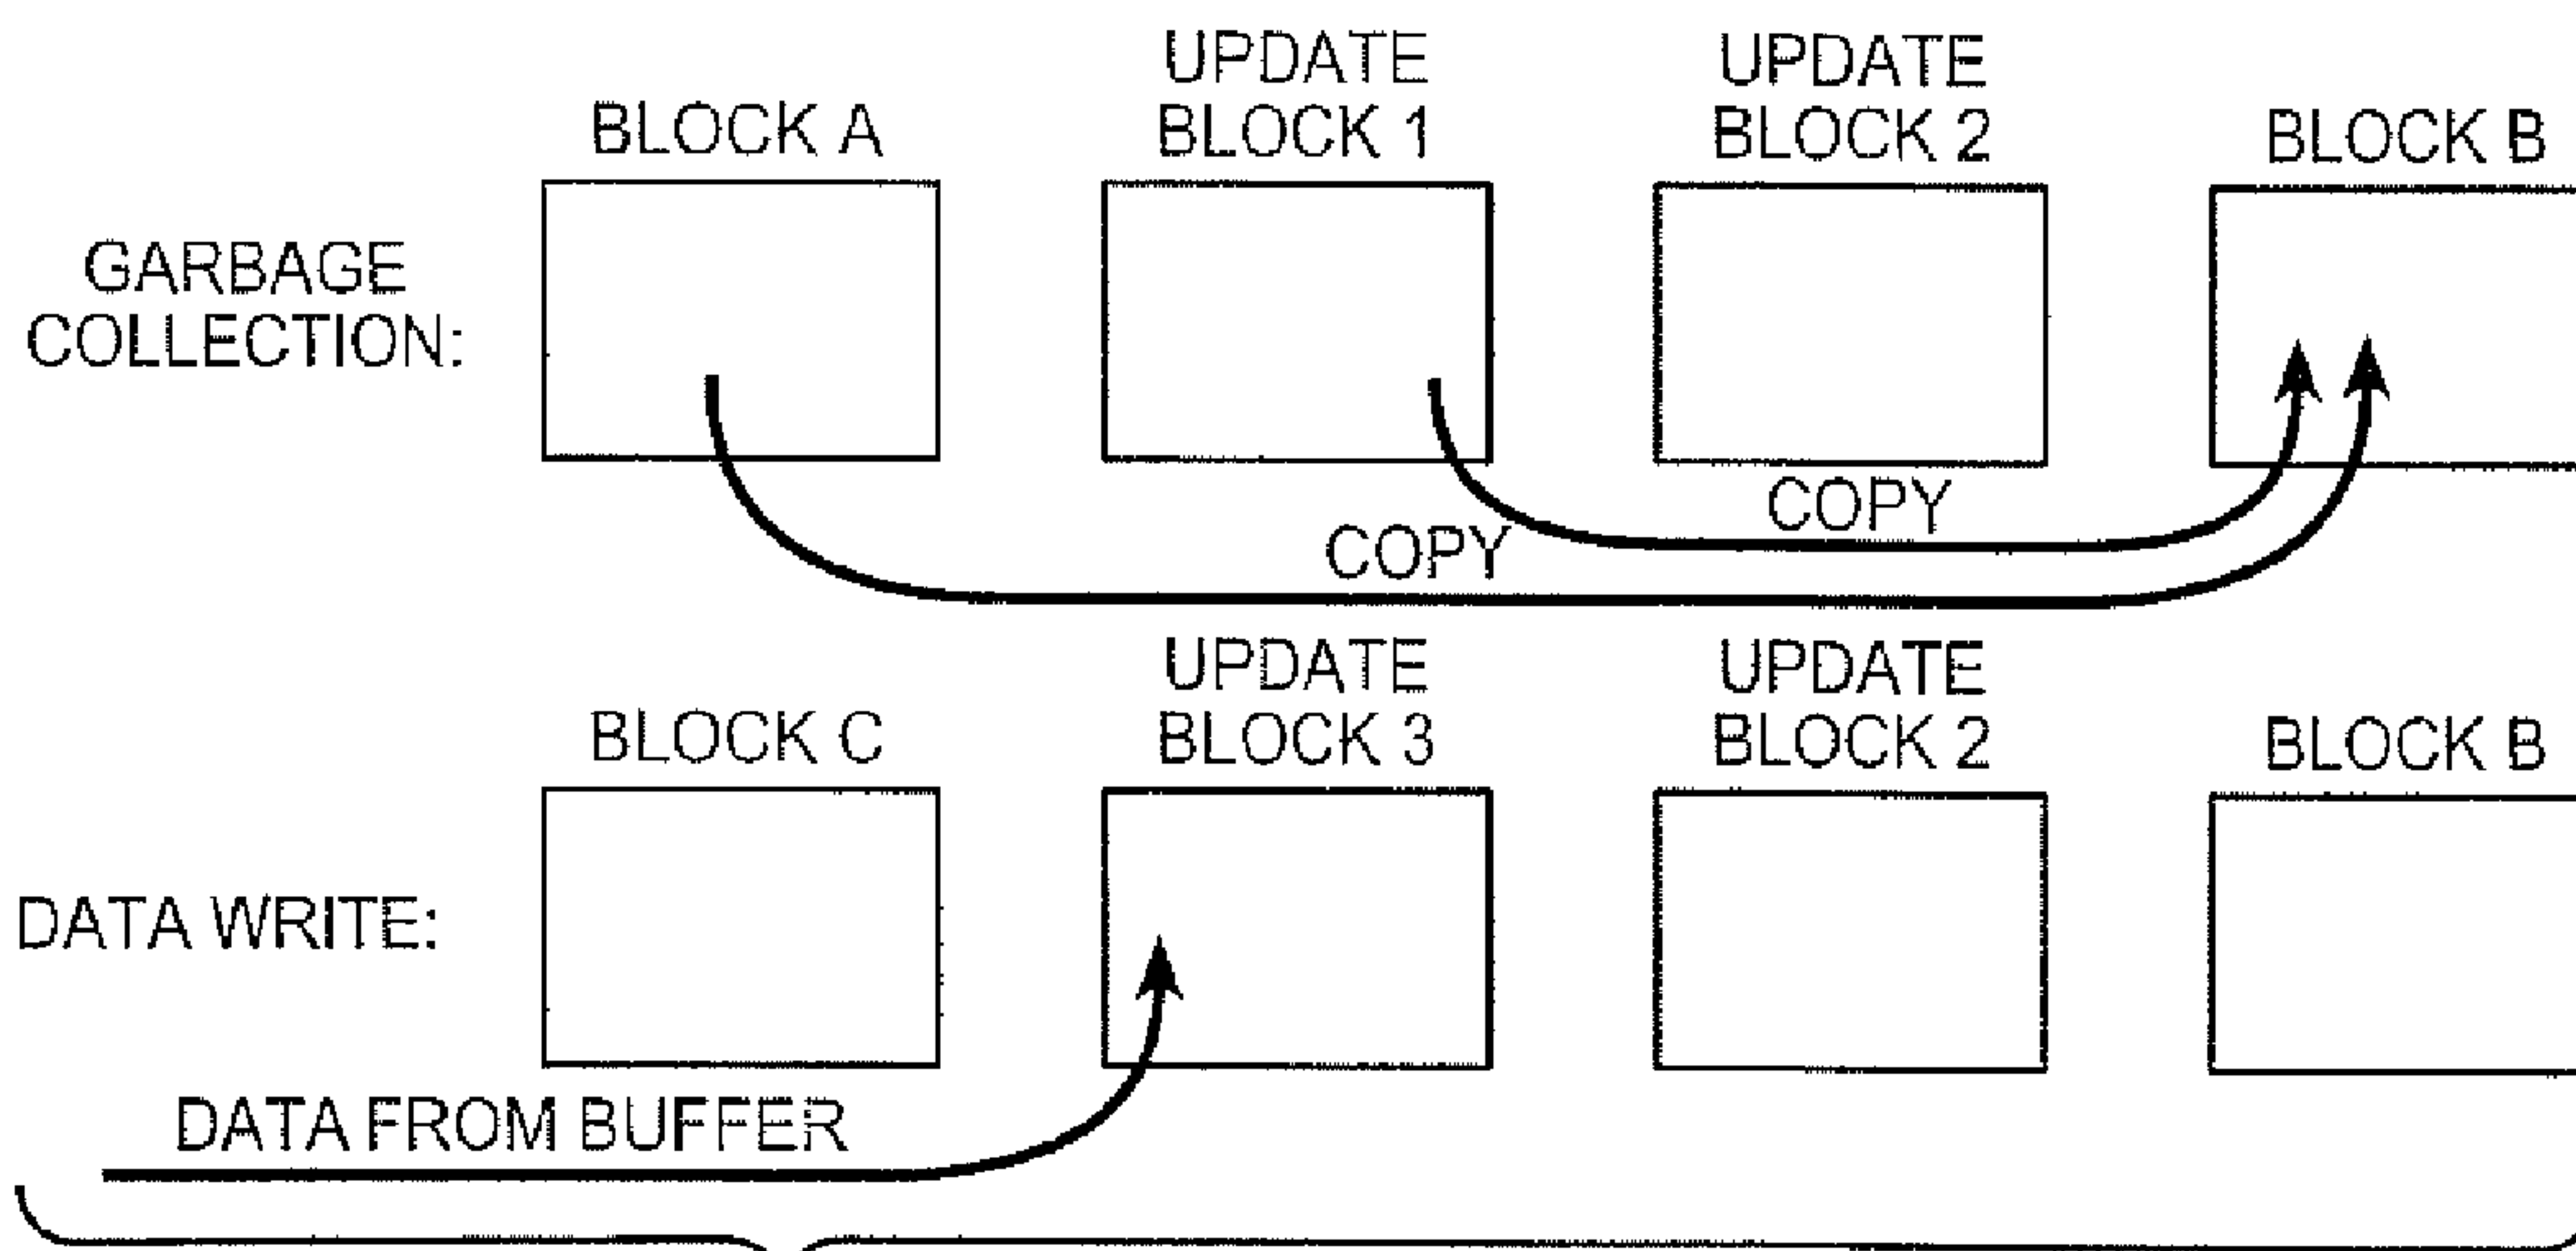 BLOCK A
UPDATE
BLOCK 1
UPDATE
BLOCK 2
BLOCK B
GARBAGE
COLLECTION:
COPY
COPY
BLOCK C
UPDATE
BLOCK 3
UPDATE
BLOCK 2
BLOCK B
DATA WRITE:
DATA FROM BUFFER